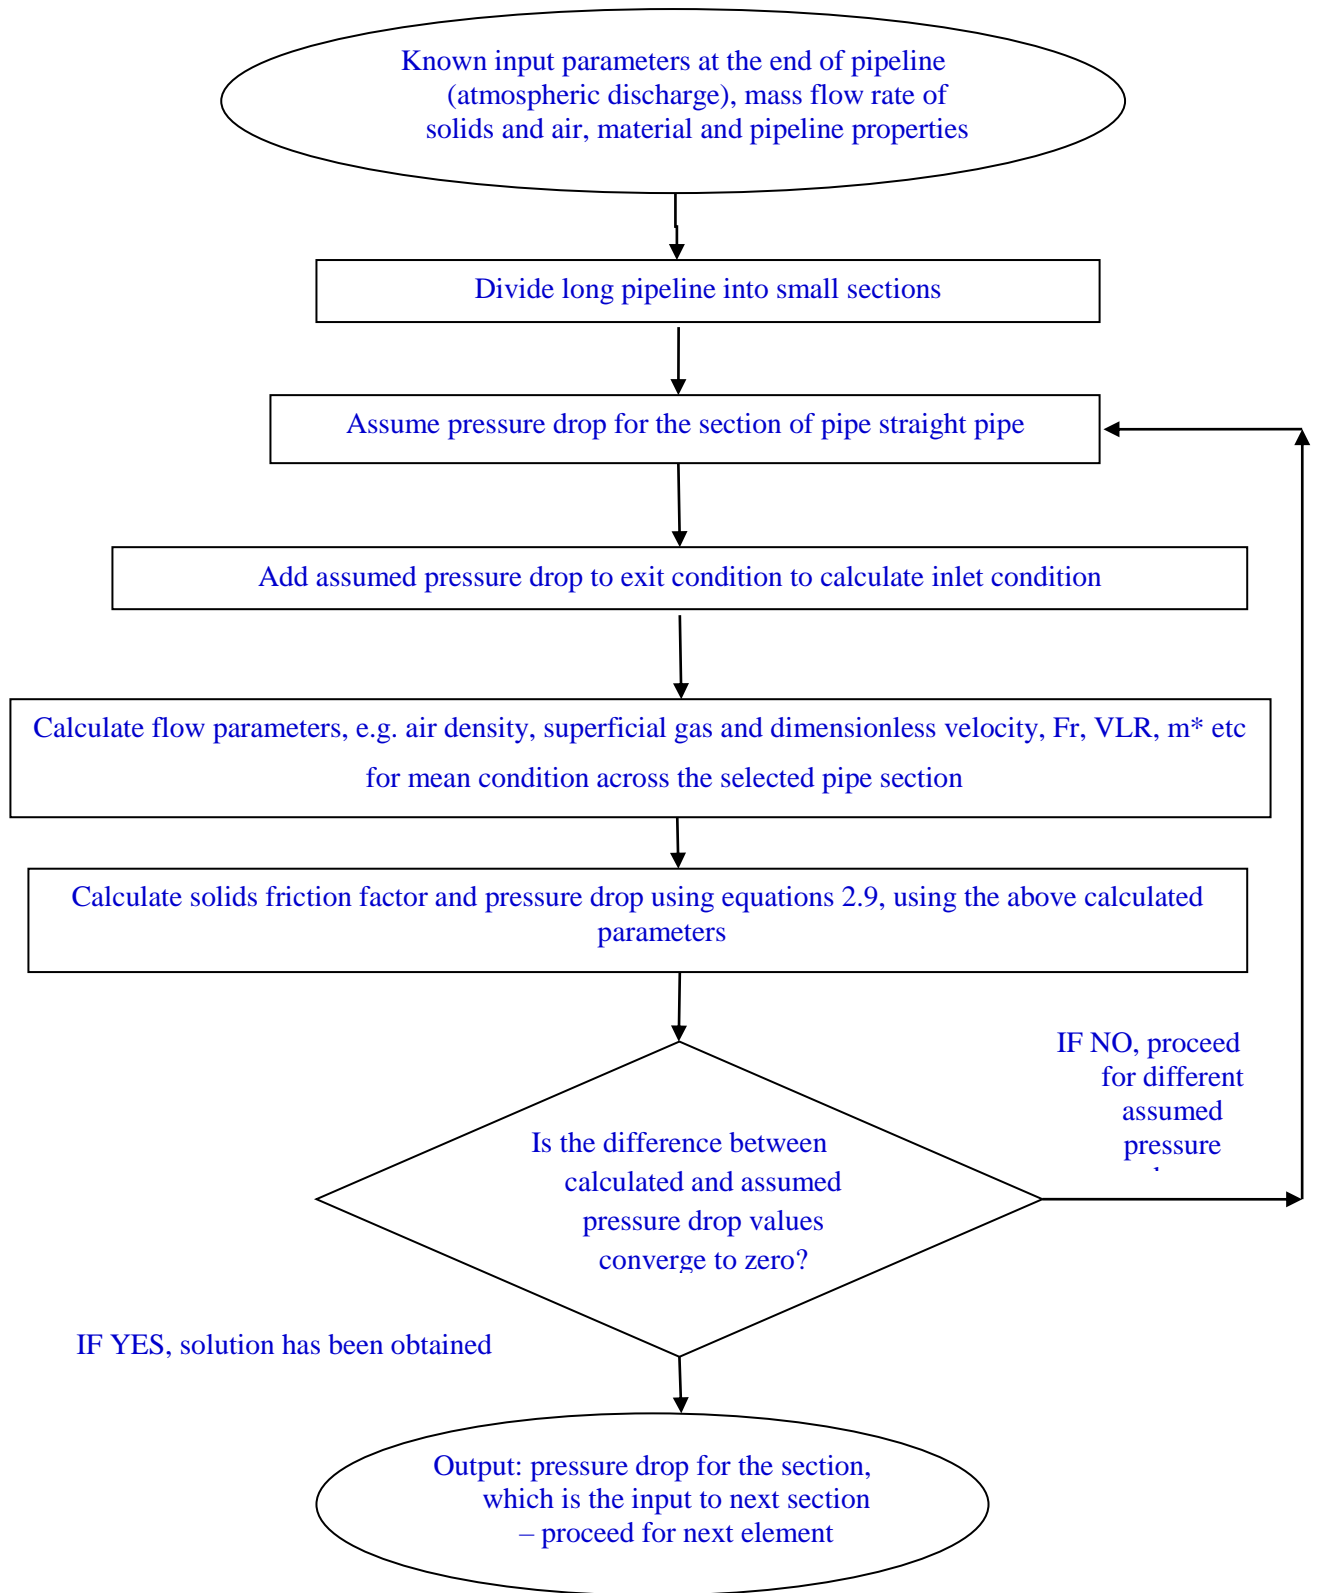 Known input parameters at the end of pipeline
(atmospheric discharge), mass flow rate of
solids and air, material and pipeline properties
Divide long pipeline into small sections
Assume pressure drop for the section of pipe straight pipe
Add assumed pressure drop to exit condition to calculate inlet condition
Calculate flow parameters, e.g. air density, superficial gas and dimensionless velocity, Fr, VLR, m* etc
for mean condition across the selected pipe section
Calculate solids friction factor and pressure drop using equations 2.9, using the above calculated
parameters
IF NO, proceed
for different
assumed
pressure
Is the difference between
calculated and assumed
pressure drop values
converge to zero?
IF YES, solution has been obtained
Output: pressure drop for the section,
which is the input to next section
– proceed for next element